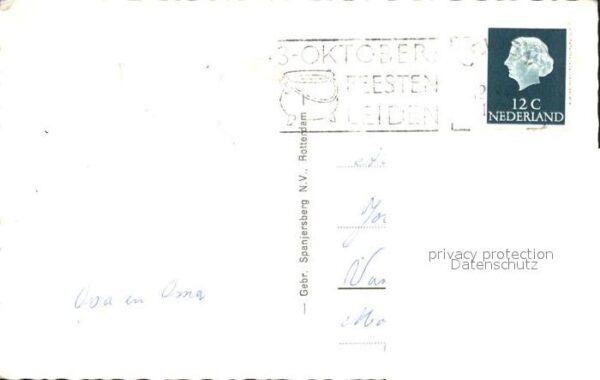 3-OKTOBER
FEESTEN
LEIDEN
12 C
NEDERLAND
— Gebr. Spanjersberg N.V., Rotterdam —
privacy protection
Datenschutz
Opa en Oma